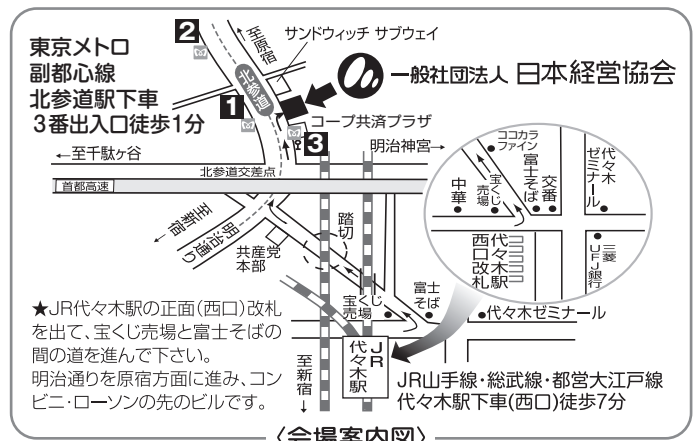 東京メトロ
副都心線
北参道駅下車
3番出入口徒歩1分
2
至原宿
サンドウィッチ サブウェイ
一般社団法人 日本経営協会
北参道
1
コープ共済プラザ
3
←至千駄ヶ谷
明治神宮→
北参道交差点
首都高速
至新宿
明治通り
共産党
本部
踏切
宝くじ
売場
富士
そば
代々木ゼミナール
ココカラ
ファイン
宝くじ
売場
中華
富士そば
交番
代々木
ゼミナール
代々木駅
西口改札
三菱
UFJ銀行
★JR代々木駅の正面(西口)改札
を出て、宝くじ売場と富士そばの
間の道を進んで下さい。
明治通りを原宿方面に進み、コン
ビニ・ローソンの先のビルです。
至新宿
JR
代々木駅
JR山手線・総武線・都営大江戸線
代々木駅下車(西口)徒歩7分
〈会場案内図〉